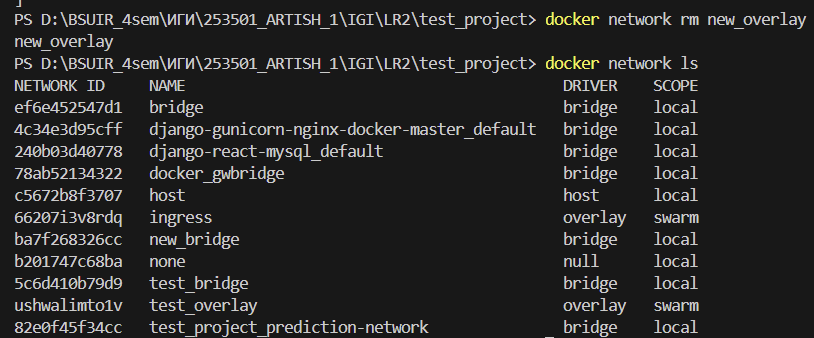 ]
PS D:\BSUIR_4sem\ИГИ\253501_ARTISH_1\IGI\LR2\test_project> docker network rm new_overlay
new_overlay
PS D:\BSUIR_4sem\ИГИ\253501_ARTISH_1\IGI\LR2\test_project> docker network ls
NETWORK ID     NAME                                   DRIVER    SCOPE
ef6e452547d1   bridge                                 bridge    local
4c34e3d95cff   django-gunicorn-nginx-docker-master_default   bridge    local
240b03d40778   django-react-mysql_default             bridge    local
78ab52134322   docker_gwbridge                        bridge    local
c5672b8f3707   host                                   host      local
66207i3v8rdq   ingress                                overlay   swarm
ba7f268326cc   new_bridge                             bridge    local
b201747c68ba   none                                   null      local
5c6d410b79d9   test_bridge                            bridge    local
ushwalimto1v   test_overlay                           overlay   swarm
82e0f45f34cc   test_project_prediction-network        bridge    local